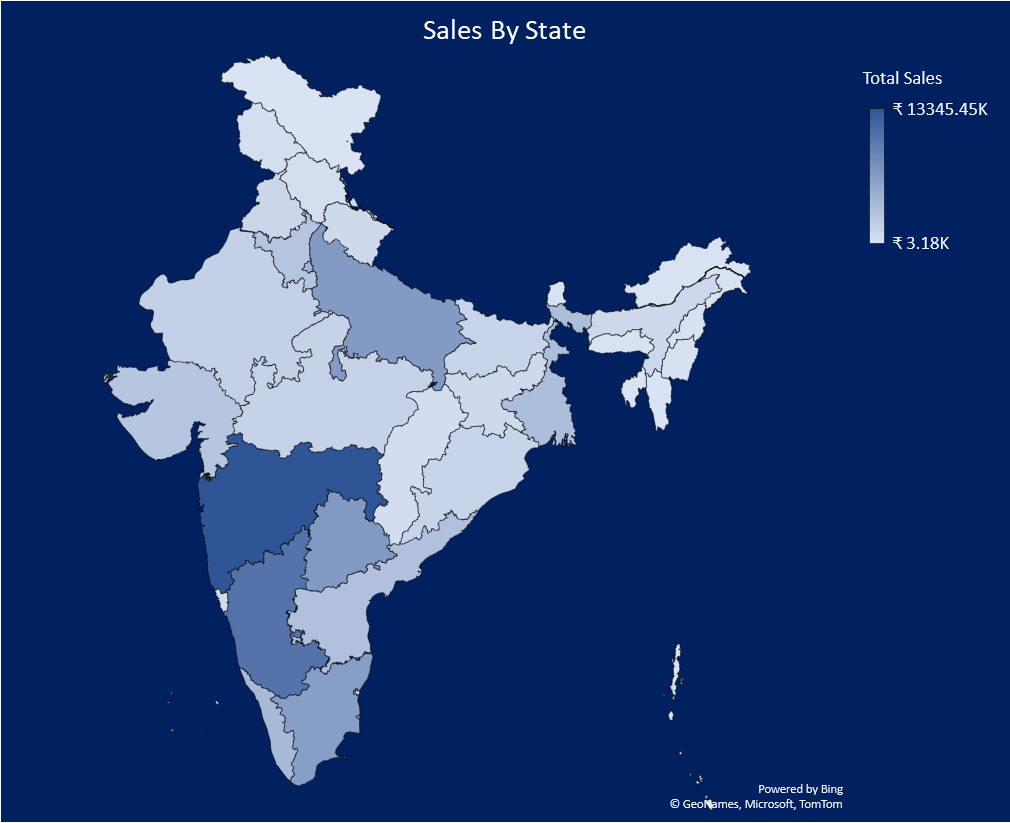 Sales By State
Total Sales
₹ 13345.45K
₹ 3.18K
Powered by Bing
© GeoNames, Microsoft, TomTom